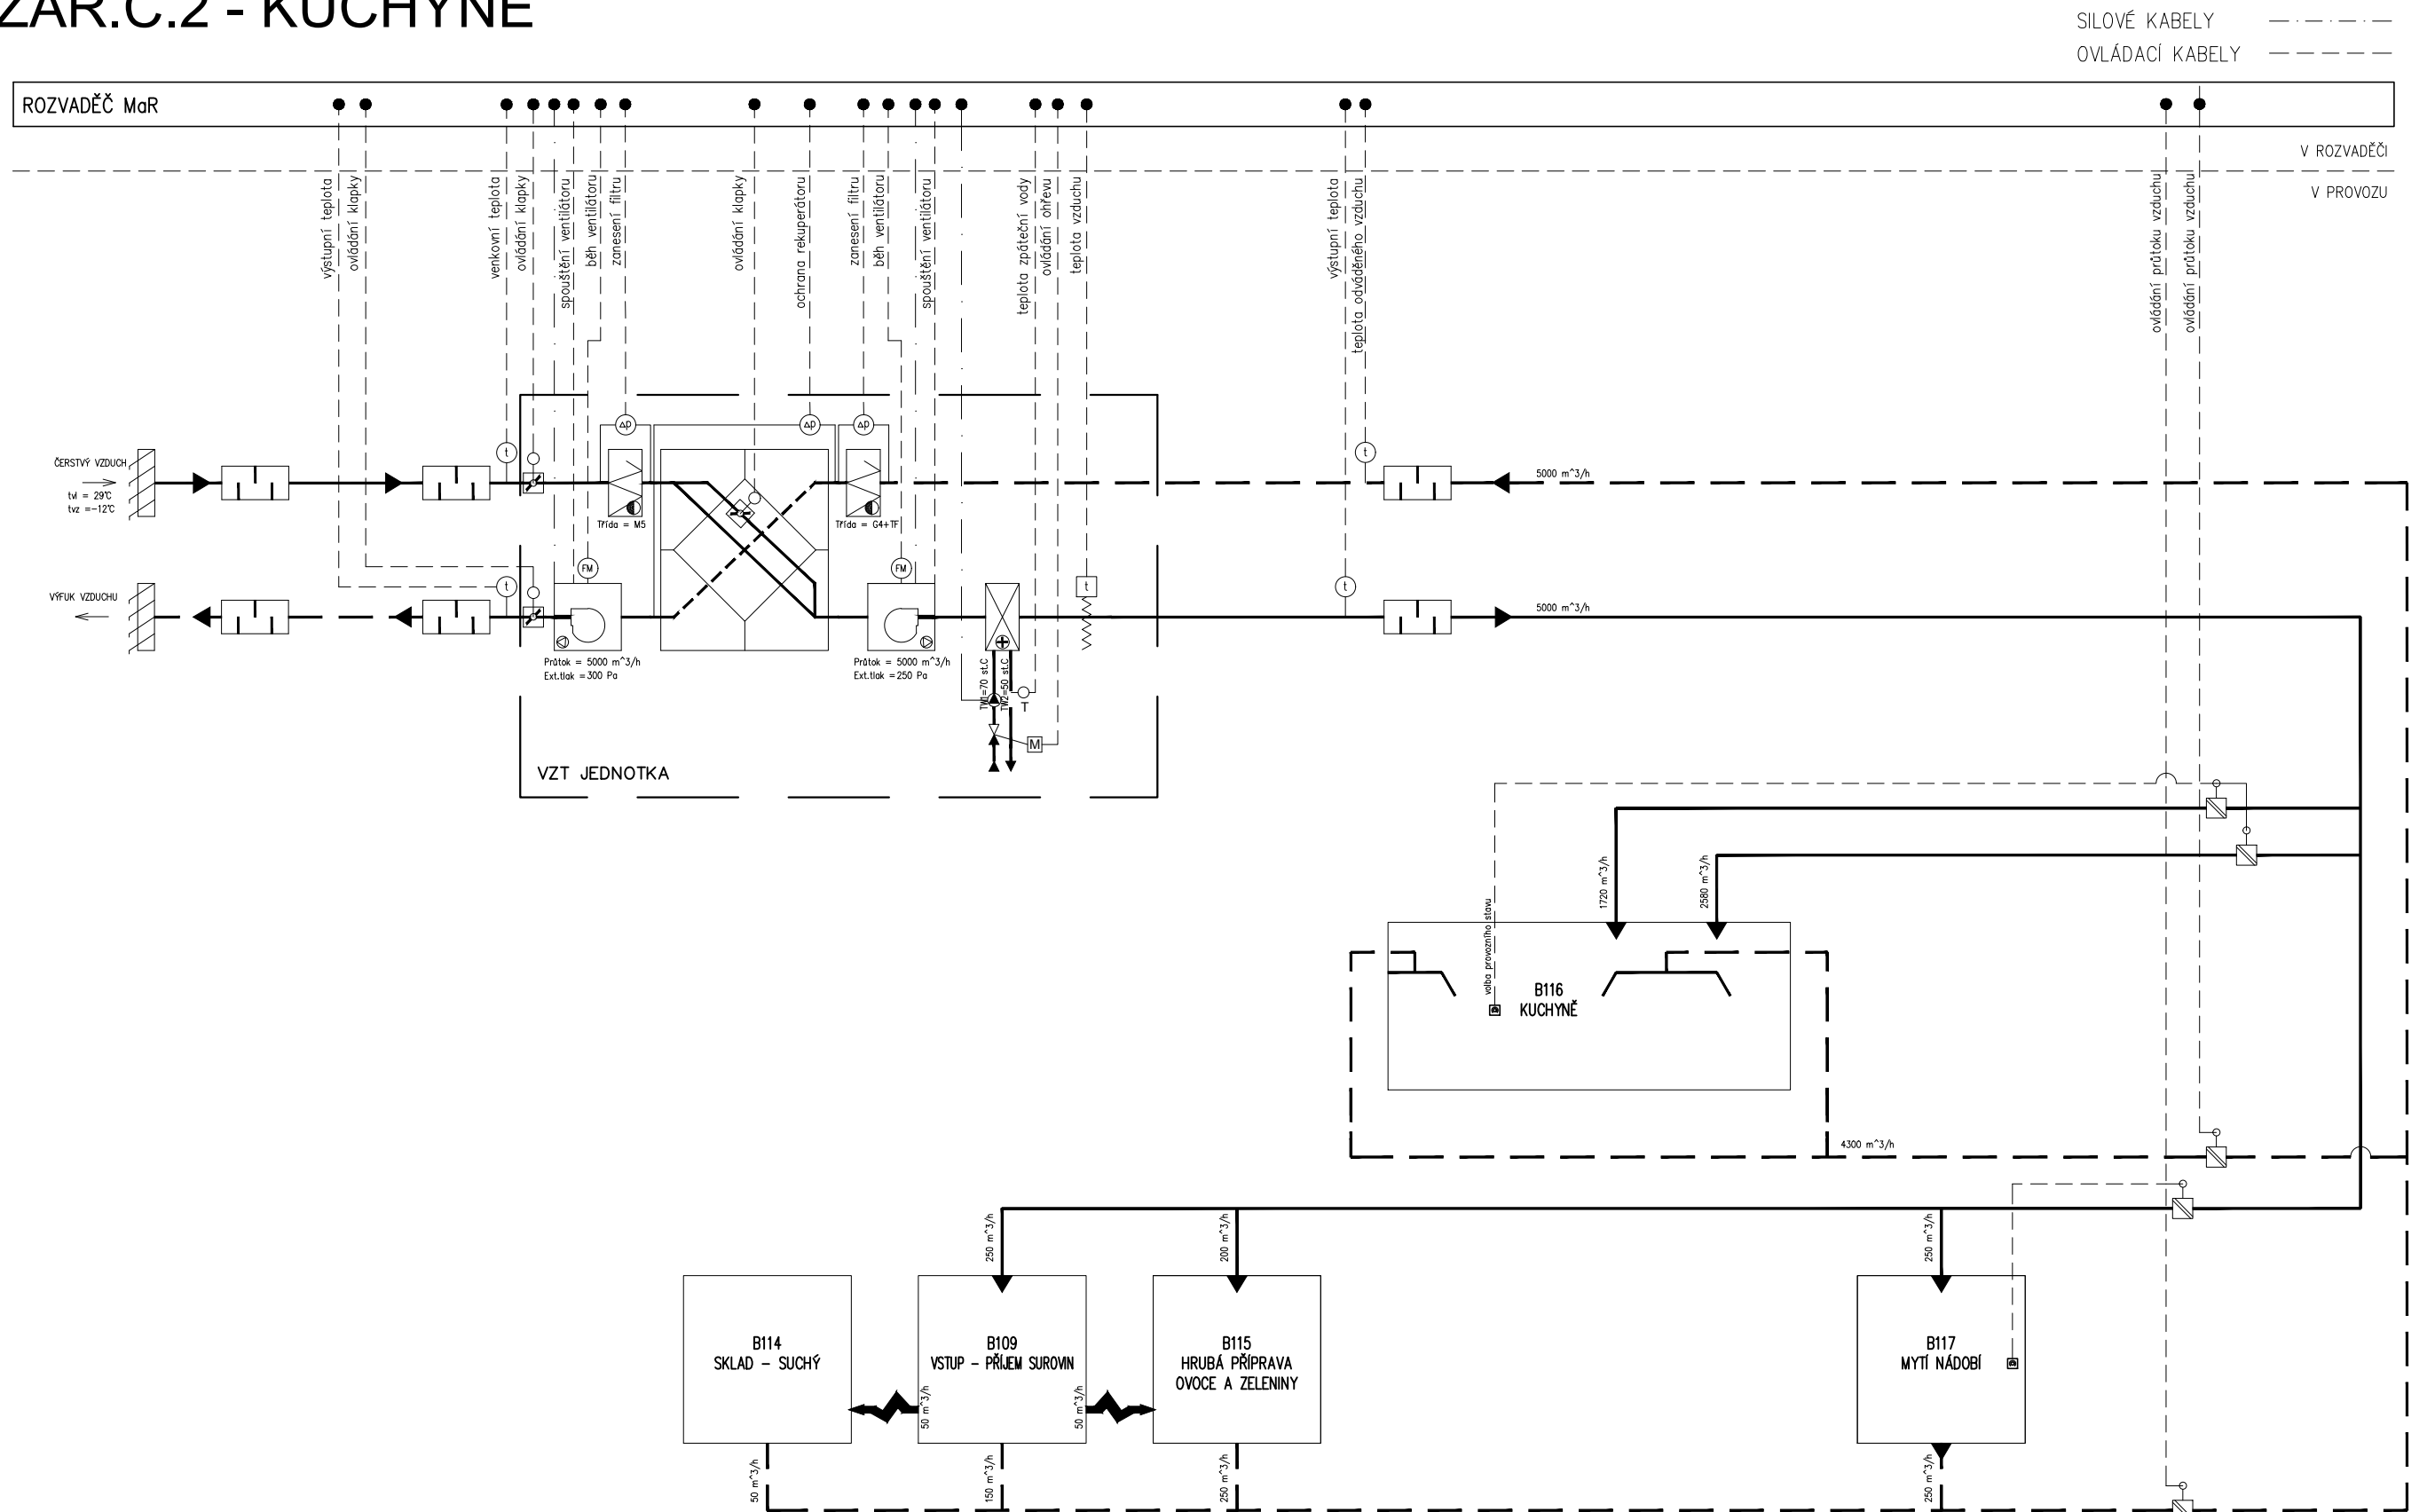 ZAŘ.Č.2 - KUCHYNĚ
SILOVÉ KABELY
OVLÁDACÍ KABELY
ROZVADĚČ MaR
V ROZVADĚČI
V PROVOZU
výstupní teplota
ovládání klapky
venkovní teplota
ovládání klapky
spouštění ventilátoru
běh ventilátoru
zanesení filtru
ovládání klapky
ochrana rekuperátoru
zanesení filtru
běh ventilátoru
spouštění ventilátoru
teplota zpáteční vody
ovládání ohřevu
teplota vzduchu
výstupní teplota
teplota odváděného vzduchu
ovládání průtoku vzduchu
ovládání průtoku vzduchu
Δp
Δp
Δp
t
t
ČERSTVÝ VZDUCH
tvl = 29°C
tvz =-12°C
5000 m^3/h
Třída = M5
Třída = G4+TF
FM
FM
t
t
t
VÝFUK VZDUCHU
5000 m^3/h
Průtok = 5000 m^3/h
Ext.tlak =300 Pa
Průtok = 5000 m^3/h
Ext.tlak =250 Pa
TW1=70 st.C
TW2=50 st.C
T
M
VZT JEDNOTKA
1720 m^3/h
2580 m^3/h
volba provozního stavu
B116
KUCHYNĚ
4300 m^3/h
250 m^3/h
200 m^3/h
250 m^3/h
B114
SKLAD - SUCHÝ
B109
VSTUP - PŘÍJEM SUROVIN
B115
HRUBÁ PŘÍPRAVA
OVOCE A ZELENINY
B117
MYTÍ NÁDOBÍ
50 m^3/h
50 m^3/h
50 m^3/h
150 m^3/h
250 m^3/h
250 m^3/h